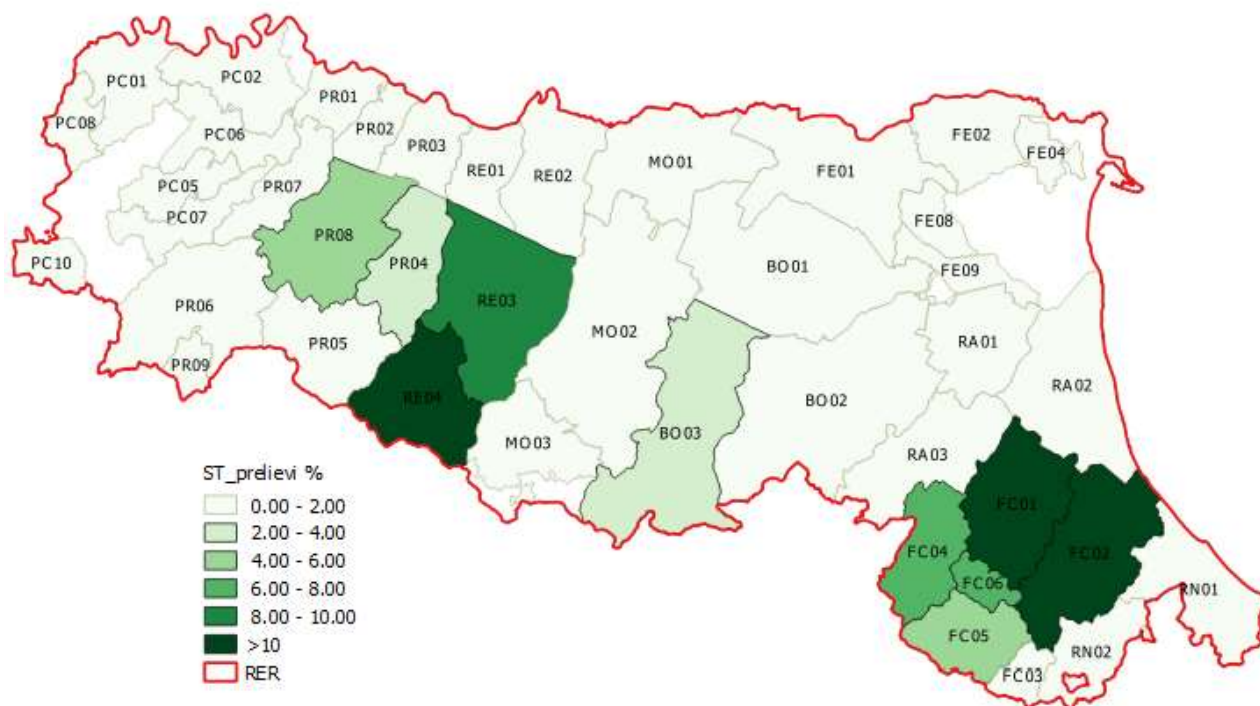 PC01
PC02
PC08
PC06
PR01
PR02
PR03
FE02
FE04
PC05
PR07
RE01
RE02
MO01
FE01
PC07
FE08
PC10
PR08
PR04
BO01
FE09
PR06
RE03
MO02
PR05
RA01
PR09
RA02
RE04
BO02
MO03
BO03
RA03
ST_prelievi %
0.00 - 2.00
2.00 - 4.00
4.00 - 6.00
6.00 - 8.00
8.00 - 10.00
>10
RER
FC01
FC04
FC02
FC06
RN01
FC05
RN02
FC03